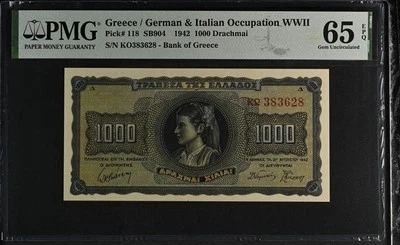 PMG
PAPER MONEY GUARANTY
Greece / German & Italian Occupation WWII
Pick# 118 SB904 1942 1000 Drachmai
S/N KO383628 - Bank of Greece
65 EPQ
Gem Uncirculated
ΤΡΑΠΕΖΑ ΤΗΣ ΕΛΛΑΔΟΣ
ΚΩ 383628
1000 1000
ΔΡΑΧΜΑΙ ΧΙΛΙΑΙ